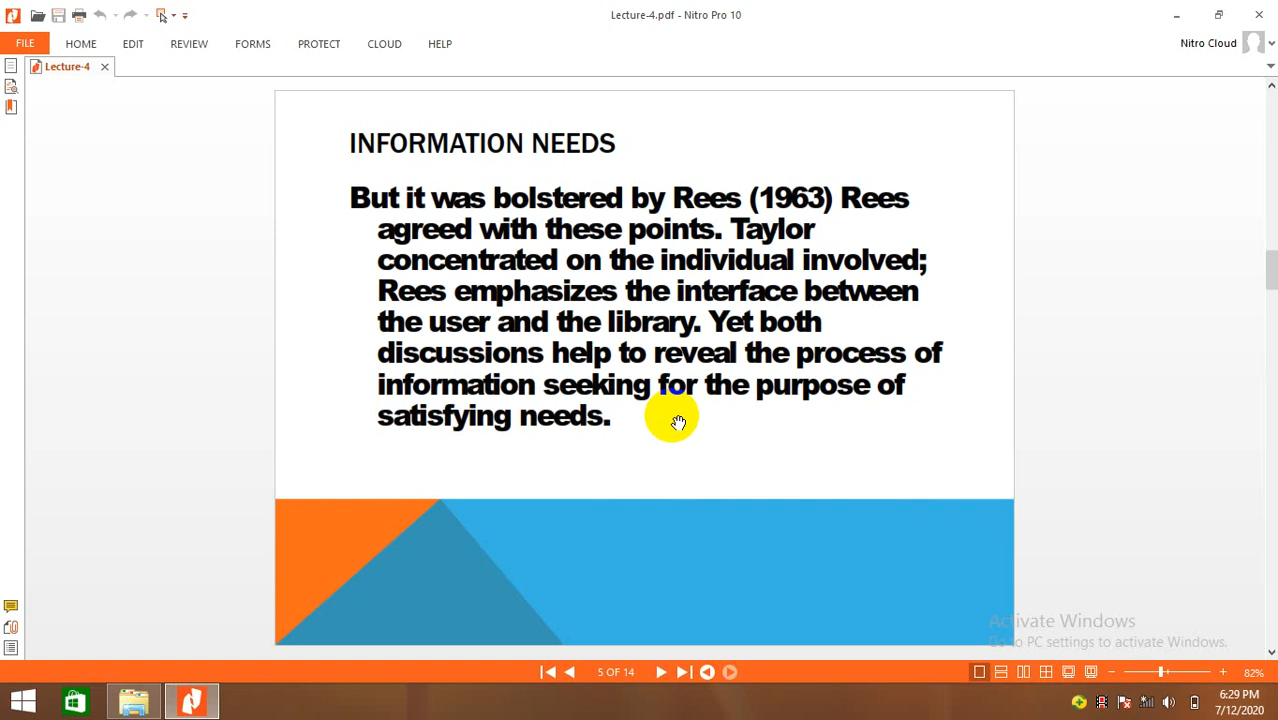 Lecture-4.pdf - Nitro Pro 10
FILE HOME EDIT REVIEW FORMS PROTECT CLOUD HELP
Nitro Cloud
Lecture-4
INFORMATION NEEDS
But it was bolstered by Rees (1963) Rees
agreed with these points. Taylor
concentrated on the individual involved;
Rees emphasizes the interface between
the user and the library. Yet both
discussions help to reveal the process of
information seeking for the purpose of
satisfying needs.
Activate Windows
Go to PC settings to activate Windows.
5 OF 14
82%
6:29 PM
7/12/2020